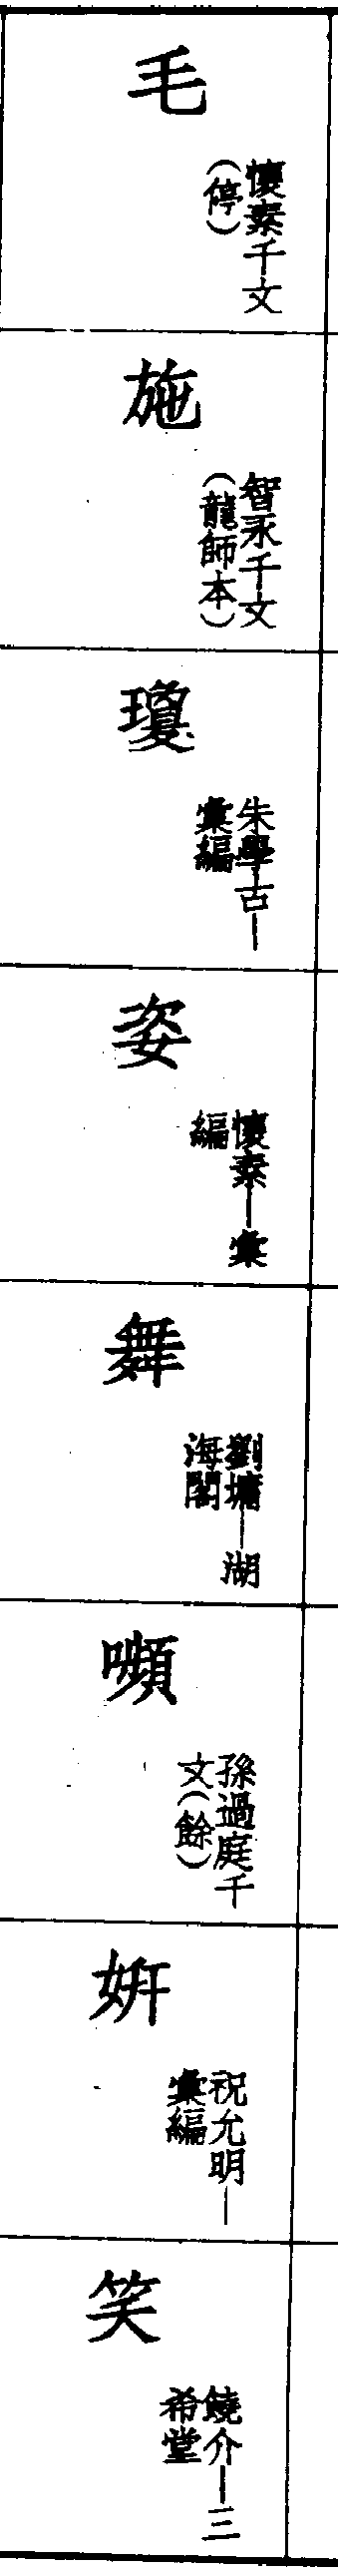 毛
懷素千文
（停）
施
智永千文
（龍師本）
瓊
朱學古—
彙編
姿
懷素—彙
編
舞
劉墉—湖
海閣
嚬
孫過庭千
文（餘）
妍
祝允明—
彙編
笑
饒介—三
希堂